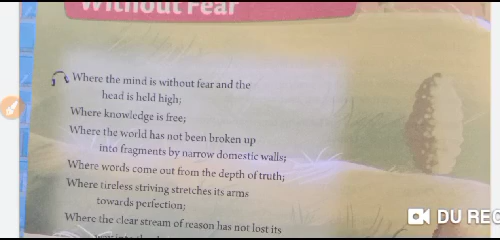 Without Fear
Where the mind is without fear and the
head is held high;
Where knowledge is free;
Where the world has not been broken up
into fragments by narrow domestic walls;
Where words come out from the depth of truth;
Where tireless striving stretches its arms
towards perfection;
Where the clear stream of reason has not lost its
DU REC